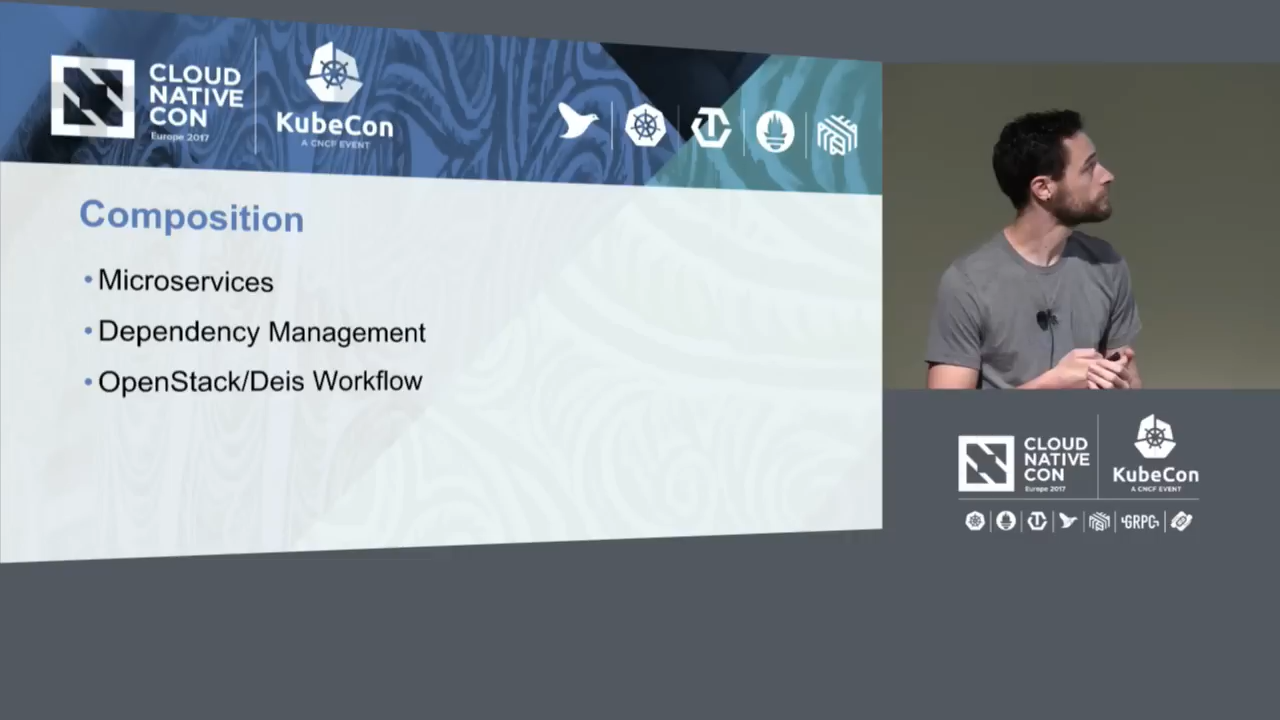 CLOUD
NATIVE
CON
Europe 2017
KubeCon
A CNCF EVENT
Composition
• Microservices
• Dependency Management
• OpenStack/Deis Workflow
CLOUD
NATIVE
CON
Europe 2017
KubeCon
A CNCF EVENT
GRPC